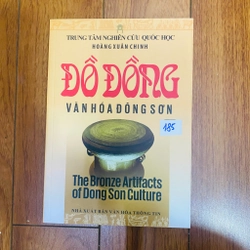 TRUNG TÂM NGHIÊN CỨU QUỐC HỌC
HOÀNG XUÂN CHINH
ĐỒ ĐỒNG
VĂN HÓA ĐÔNG SƠN
185
The Bronze Artifacts
of Dong Son Culture
NHÀ XUẤT BẢN VĂN HÓA THÔNG TIN